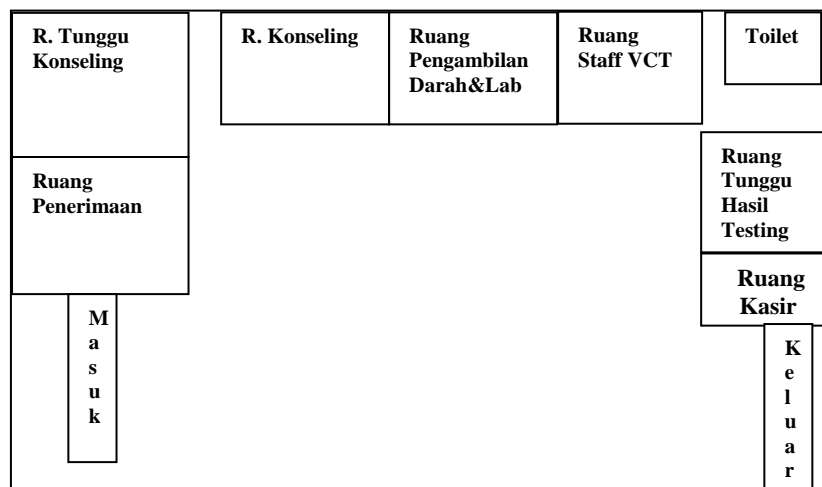 R. Tunggu
Konseling
R. Konseling
Ruang
Pengambilan
Darah&Lab
Ruang
Staff VCT
Toilet
Ruang
Penerimaan
Ruang
Tunggu
Hasil
Testing
Ruang
Kasir
M
a
s
u
k
K
e
l
u
a
r